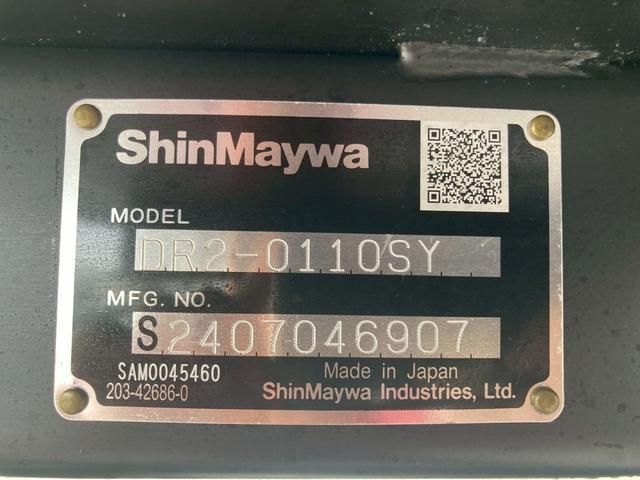 ShinMaywa
MODEL
DR2-0110SY
MFG. NO.
S2407046907
SAM0045460
Made in Japan
203-42686-0
ShinMaywa Industries, Ltd.